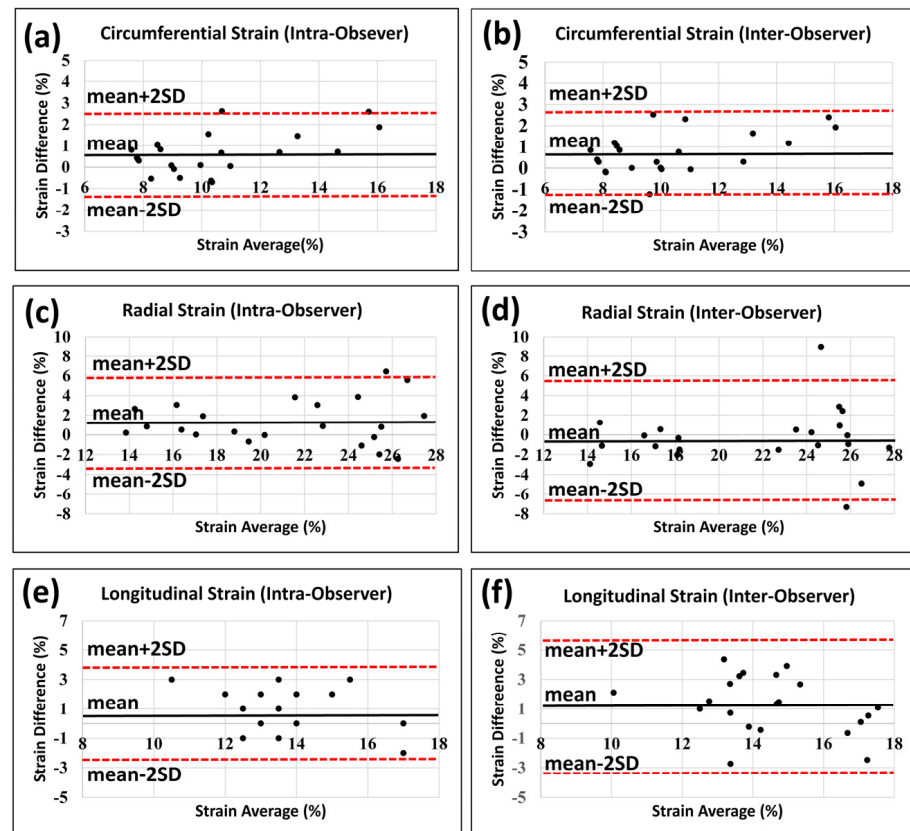 (a)
Circumferential Strain (Intra-Obsever)
Strain Difference (%)
5
4
3
2
1
0
-1
-2
-3
mean+2SD
mean
mean-2SD
6 8 10 12 14 16 18
Strain Average(%)
(b)
Circumferential Strain (Inter-Observer)
Strain Difference (%)
5
4
3
2
1
0
-1
-2
-3
mean+2SD
mean
mean-2SD
6 8 10 12 14 16 18
Strain Average (%)
(c)
Radial Strain (Intra-Observer)
Strain Difference (%)
10
8
6
4
2
0
-2
-4
-6
-8
mean+2SD
mean
mean-2SD
12 14 16 18 20 22 24 26 28
Strain Average (%)
(d)
Radial Strain (Inter-Observer)
Strain Difference (%)
10
8
6
4
2
0
-2
-4
-6
-8
mean+2SD
mean
mean-2SD
12 14 16 18 20 22 24 26 28
Strain Average (%)
(e)
Longitudinal Strain (Intra-Observer)
Strain Difference (%)
7
5
3
1
-1
-3
-5
mean+2SD
mean
mean-2SD
8 10 12 14 16 18
Strain Average (%)
(f)
Longitudinal Strain (Inter-Observer)
Strain Differeence (%)
7
5
3
1
-1
-3
-5
mean+2SD
mean
mean-2SD
8 10 12 14 16 18
Strain Average (%)